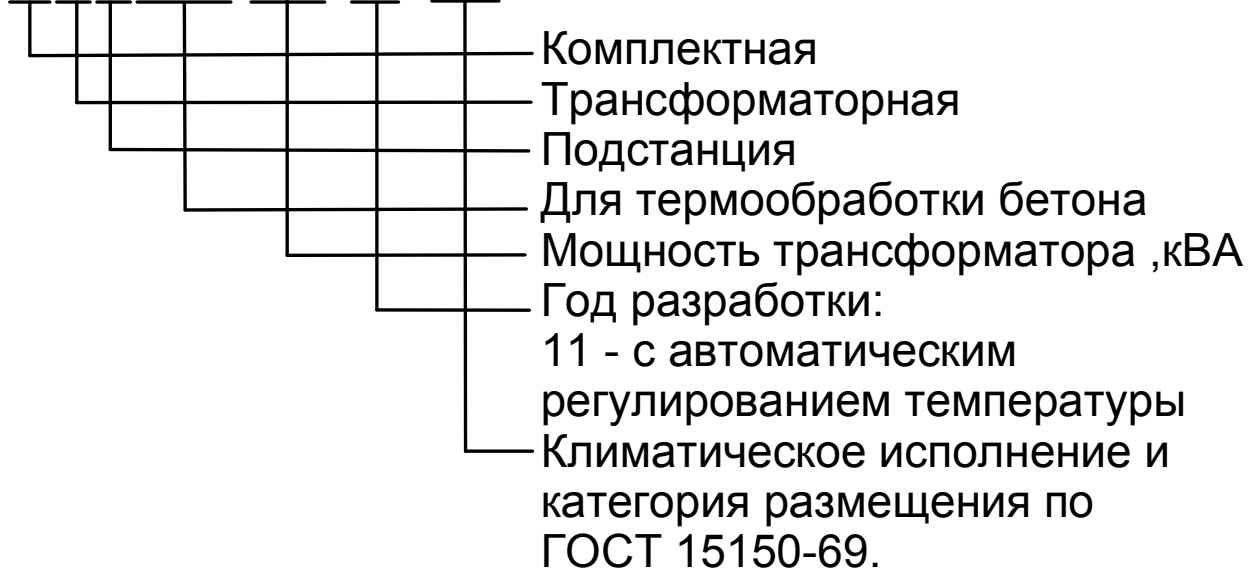 Комплектная
Трансформаторная
Подстанция
Для термообработки бетона
Мощность трансформатора ,кВА
Год разработки:
11 - с автоматическим
регулированием температуры
Климатическое исполнение и
категория размещения по
ГОСТ 15150-69.